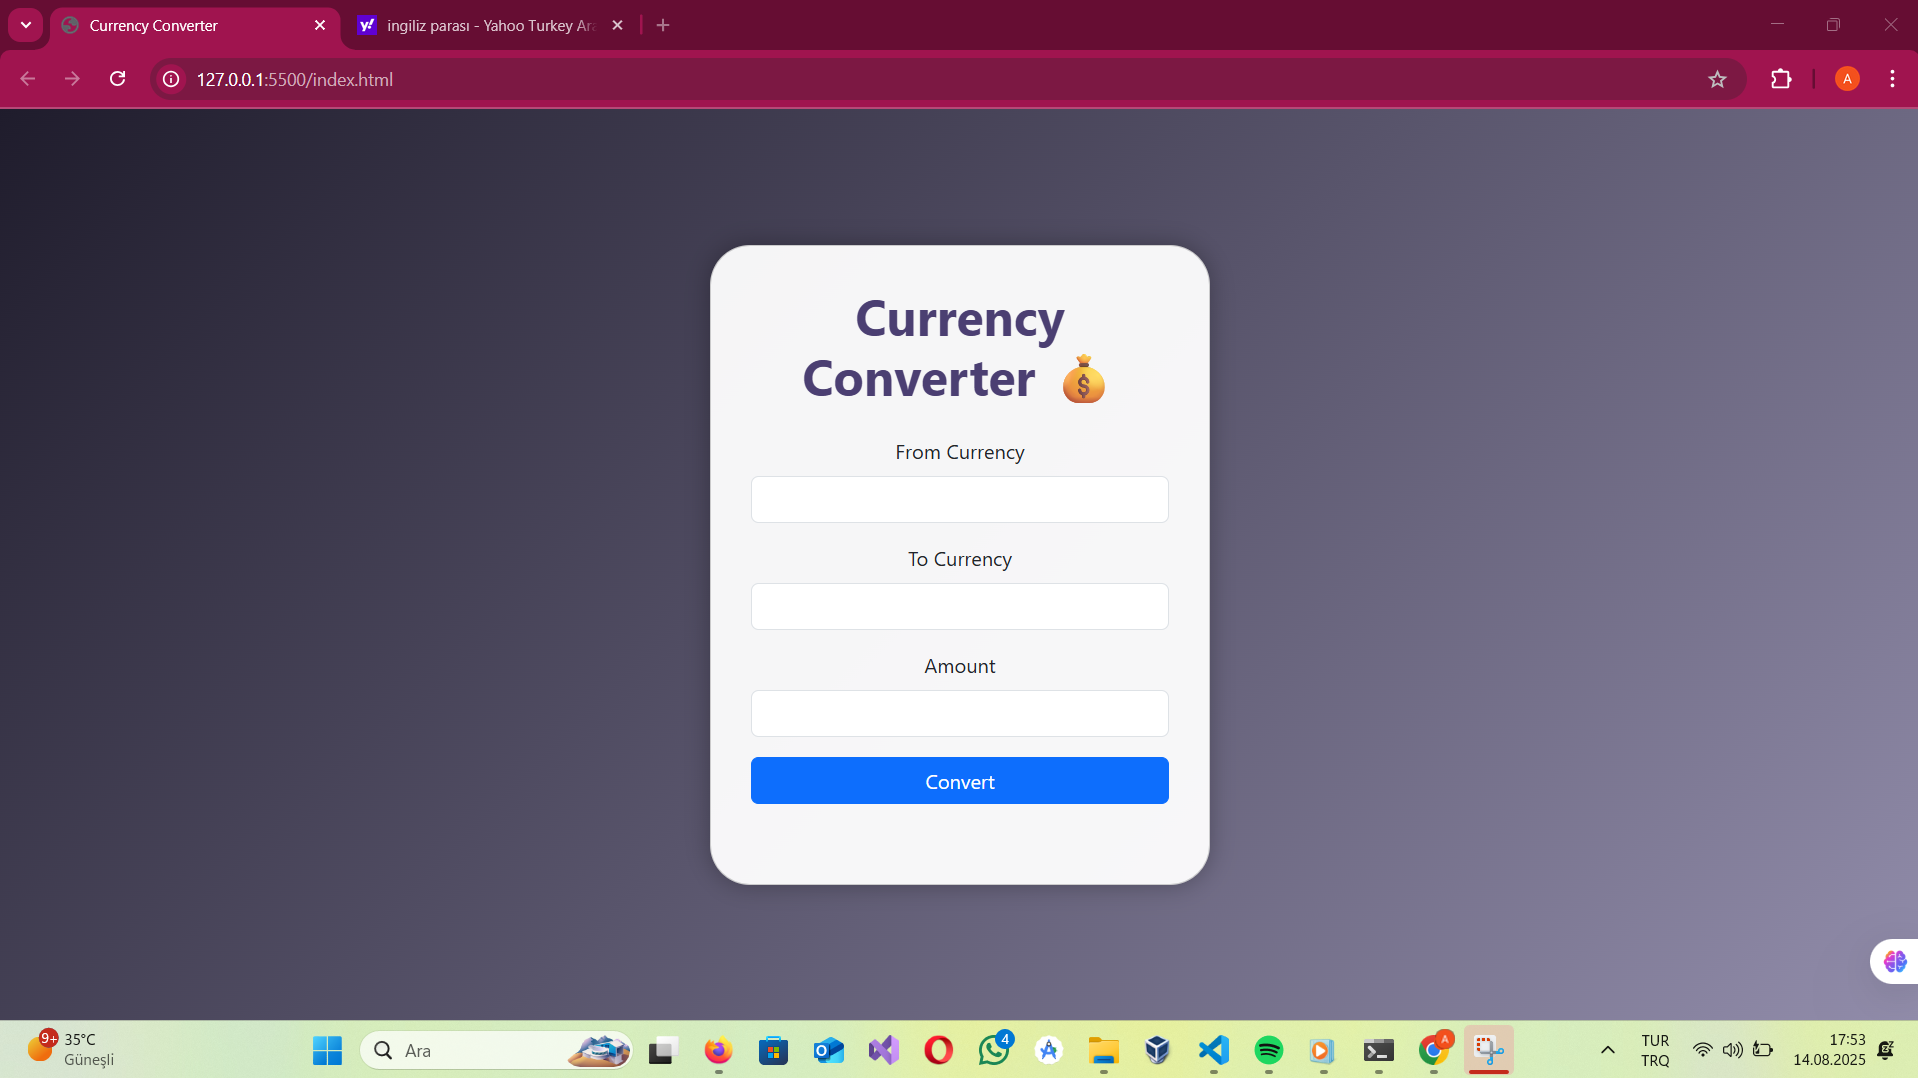 Currency Converter
ingiliz parası - Yahoo Turkey Ar
127.0.0.1:5500/index.html
A
Currency
Converter
From Currency
To Currency
Amount
Convert
9+
35°C
Güneşli
Ara
4
A
TUR
TRQ
17:53
14.08.2025